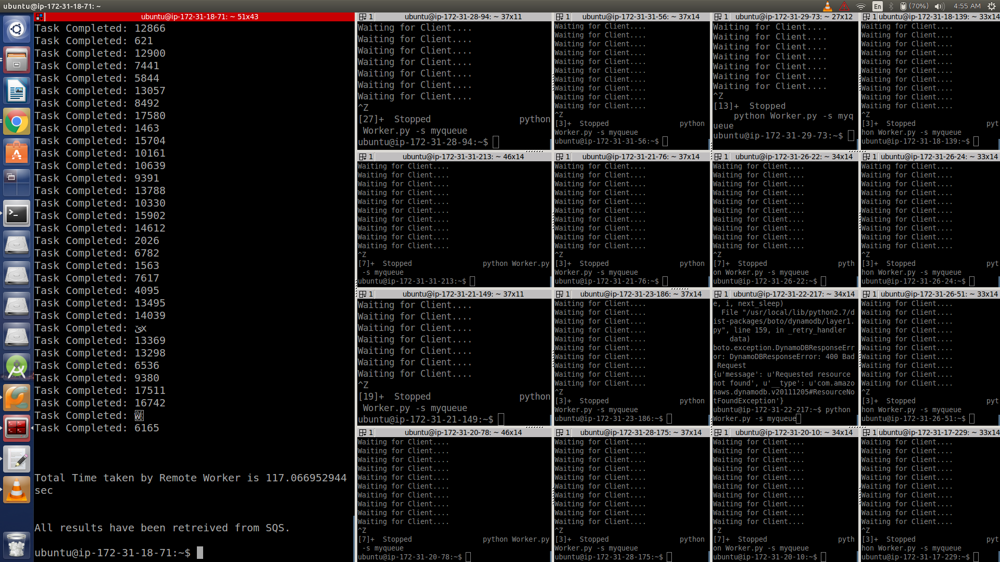 ubuntu@ip-172-31-18-71: ~
En
(70%)
4:55 AM
ubuntu@ip-172-31-18-71: ~ 51x43
Task Completed: 12866
Task Completed: 621
Task Completed: 12900
Task Completed: 7441
Task Completed: 5844
Task Completed: 13057
Task Completed: 8492
Task Completed: 17580
Task Completed: 1463
Task Completed: 15704
Task Completed: 10161
Task Completed: 10639
Task Completed: 9391
Task Completed: 13788
Task Completed: 10330
Task Completed: 15902
Task Completed: 14612
Task Completed: 2026
Task Completed: 6782
Task Completed: 1563
Task Completed: 7617
Task Completed: 4095
Task Completed: 13495
Task Completed: 14039
Task Completed:
Task Completed: 13369
Task Completed: 13298
Task Completed: 6536
Task Completed: 9380
Task Completed: 17511
Task Completed: 16742
Task Completed:
Task Completed: 6165
Total Time taken by Remote Worker is 117.066952944
sec
All results have been retreived from SQS.
ubuntu@ip-172-31-18-71:~$
1 ubuntu@ip-172-31-28-94: ~ 37x11
Waiting for Client....
Waiting for Client....
Waiting for Client....
Waiting for Client....
Waiting for Client....
Waiting for Client....
Waiting for Client....
^Z
[27]+  Stopped                 python
 Worker.py -s myqueue
ubuntu@ip-172-31-28-94:~$
1 ubuntu@ip-172-31-31-56: ~ 37x14
Waiting for Client....
Waiting for Client....
Waiting for Client....
Waiting for Client....
Waiting for Client....
Waiting for Client....
Waiting for Client....
Waiting for Client....
Waiting for Client....
Waiting for Client....
^Z
[3]+  Stopped                 python
Worker.py -s myqueue
ubuntu@ip-172-31-31-56:~$
1 ubuntu@ip-172-31-29-73: ~ 27x12
Waiting for Client....
Waiting for Client....
Waiting for Client....
Waiting for Client....
Waiting for Client....
Waiting for Client....
Waiting for Client....
^Z
[13]+  Stopped
    python Worker.py -s myq
ueue
ubuntu@ip-172-31-29-73:~$
1 ubuntu@ip-172-31-18-139: ~ 33x14
Waiting for Client....
Waiting for Client....
Waiting for Client....
Waiting for Client....
Waiting for Client....
Waiting for Client....
Waiting for Client....
Waiting for Client....
Waiting for Client....
Waiting for Client....
^Z
[3]+  Stopped                 pyt
hon Worker.py -s myqueue
ubuntu@ip-172-31-18-139:~$
1 ubuntu@ip-172-31-31-213: ~ 46x14
Waiting for Client....
Waiting for Client....
Waiting for Client....
Waiting for Client....
Waiting for Client....
Waiting for Client....
Waiting for Client....
Waiting for Client....
Waiting for Client....
Waiting for Client....
^Z
[7]+  Stopped                 python Worker.py
 -s myqueue
ubuntu@ip-172-31-31-213:~$
1 ubuntu@ip-172-31-21-76: ~ 37x14
Waiting for Client....
Waiting for Client....
Waiting for Client....
Waiting for Client....
Waiting for Client....
Waiting for Client....
Waiting for Client....
Waiting for Client....
Waiting for Client....
Waiting for Client....
^Z
[3]+  Stopped                 python
Worker.py -s myqueue
ubuntu@ip-172-31-21-76:~$
1 ubuntu@ip-172-31-26-22: ~ 34x14
Waiting for Client....
Waiting for Client....
Waiting for Client....
Waiting for Client....
Waiting for Client....
Waiting for Client....
Waiting for Client....
Waiting for Client....
Waiting for Client....
Waiting for Client....
^Z
[7]+  Stopped                 pyth
on Worker.py -s myqueue
ubuntu@ip-172-31-26-22:~$
1 ubuntu@ip-172-31-26-24: ~ 33x14
Waiting for Client....
Waiting for Client....
Waiting for Client....
Waiting for Client....
Waiting for Client....
Waiting for Client....
Waiting for Client....
Waiting for Client....
Waiting for Client....
Waiting for Client....
^Z
[3]+  Stopped                 pyt
hon Worker.py -s myqueue
ubuntu@ip-172-31-26-24:~$
1 ubuntu@ip-172-31-21-149: ~ 37x11
Waiting for Client....
Waiting for Client....
Waiting for Client....
Waiting for Client....
Waiting for Client....
Waiting for Client....
Waiting for Client....
^Z
[19]+  Stopped                 python
 Worker.py -s myqueue
ubuntu@ip-172-31-21-149:~$
1 ubuntu@ip-172-31-23-186: ~ 37x14
Waiting for Client....
Waiting for Client....
Waiting for Client....
Waiting for Client....
Waiting for Client....
Waiting for Client....
Waiting for Client....
Waiting for Client....
Waiting for Client....
Waiting for Client....
^Z
[3]+  Stopped                 python
Worker.py -s myqueue
ubuntu@ip-172-31-23-186:~$
1 ubuntu@ip-172-31-22-217: ~ 34x14
e, i, next_sleep)
  File "/usr/local/lib/python2.7/d
ist-packages/boto/dynamodb/layer1.
py", line 159, in _retry_handler
    data)
boto.exception.DynamoDBResponseErr
or: DynamoDBResponseError: 400 Bad
 Request
{u'message': u'Requested resource
not found', u'__type': u'com.amazo
naws.dynamodb.v20111205#ResourceNo
tFoundException'}
ubuntu@ip-172-31-22-217:~$ python
Worker.py -s myqueue
1 ubuntu@ip-172-31-26-51: ~ 33x14
Waiting for Client....
Waiting for Client....
Waiting for Client....
Waiting for Client....
Waiting for Client....
Waiting for Client....
Waiting for Client....
Waiting for Client....
Waiting for Client....
Waiting for Client....
^Z
[3]+  Stopped                 pyt
hon Worker.py -s myqueue
ubuntu@ip-172-31-26-51:~$
1 ubuntu@ip-172-31-20-78: ~ 46x14
Waiting for Client....
Waiting for Client....
Waiting for Client....
Waiting for Client....
Waiting for Client....
Waiting for Client....
Waiting for Client....
Waiting for Client....
Waiting for Client....
Waiting for Client....
^Z
[7]+  Stopped                 python Worker.py
 -s myqueue
ubuntu@ip-172-31-20-78:~$
1 ubuntu@ip-172-31-28-175: ~ 37x14
Waiting for Client....
Waiting for Client....
Waiting for Client....
Waiting for Client....
Waiting for Client....
Waiting for Client....
Waiting for Client....
Waiting for Client....
Waiting for Client....
Waiting for Client....
^Z
[3]+  Stopped                 python
Worker.py -s myqueue
ubuntu@ip-172-31-28-175:~$
1 ubuntu@ip-172-31-20-10: ~ 34x14
Waiting for Client....
Waiting for Client....
Waiting for Client....
Waiting for Client....
Waiting for Client....
Waiting for Client....
Waiting for Client....
Waiting for Client....
Waiting for Client....
Waiting for Client....
^Z
[7]+  Stopped                 pyth
on Worker.py -s myqueue
ubuntu@ip-172-31-20-10:~$
1 ubuntu@ip-172-31-17-229: ~ 33x14
Waiting for Client....
Waiting for Client....
Waiting for Client....
Waiting for Client....
Waiting for Client....
Waiting for Client....
Waiting for Client....
Waiting for Client....
Waiting for Client....
Waiting for Client....
^Z
[3]+  Stopped                 pyt
hon Worker.py -s myqueue
ubuntu@ip-172-31-17-229:~$